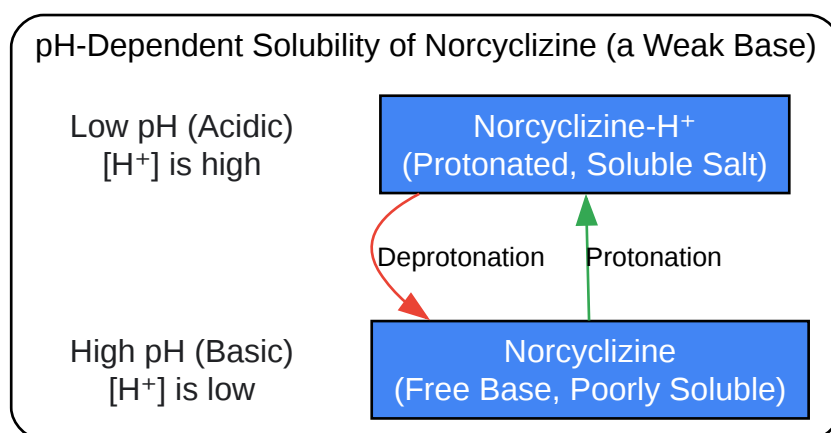 pH-Dependent Solubility of Norcyclizine (a Weak Base)
Low pH (Acidic)
[H⁺] is high
Norcyclizine-H⁺
(Protonated, Soluble Salt)
Deprotonation
Protonation
High pH (Basic)
[H⁺] is low
Norcyclizine
(Free Base, Poorly Soluble)